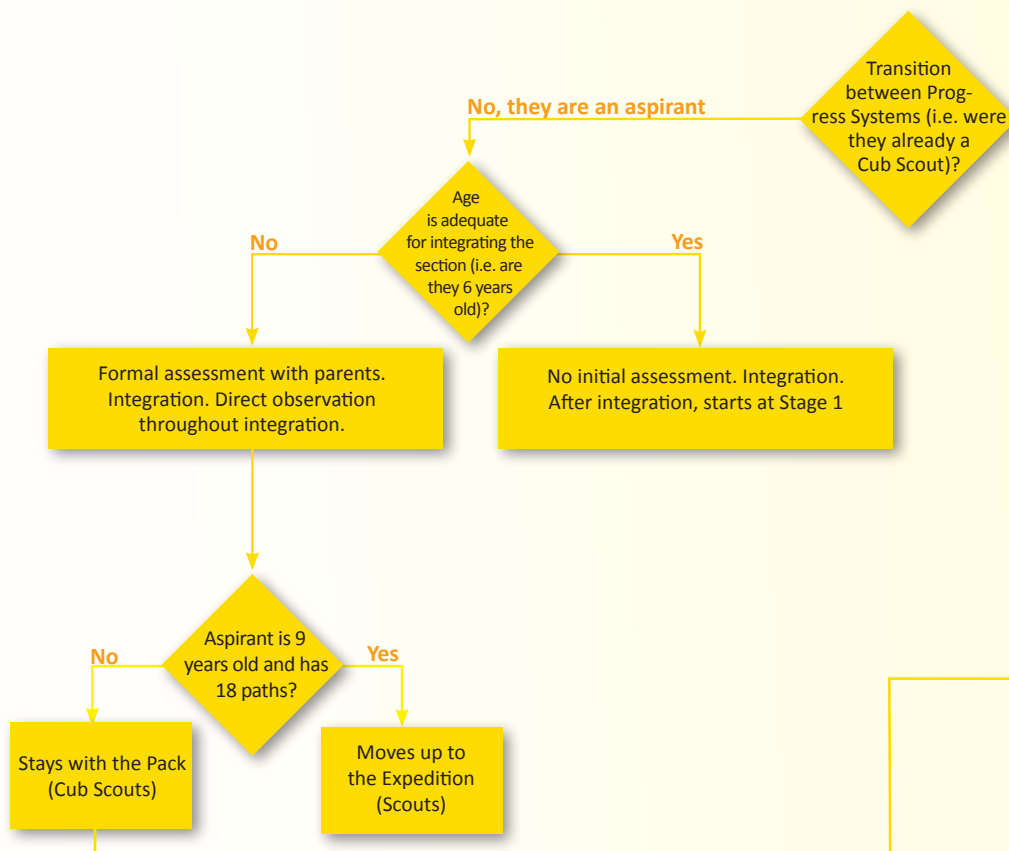 Transition
between Prog-
ress Systems (i.e. were
they already a
Cub Scout)?
No, they are an aspirant
Age
is adequate
for integrating the
section (i.e. are
they 6 years
old)?
No
Yes
Formal assessment with parents.
Integration. Direct observation
throughout integration.
No initial assessment. Integration.
After integration, starts at Stage 1
Aspirant is 9
years old and has
18 paths?
No
Yes
Stays with the Pack
(Cub Scouts)
Moves up to
the Expedition
(Scouts)